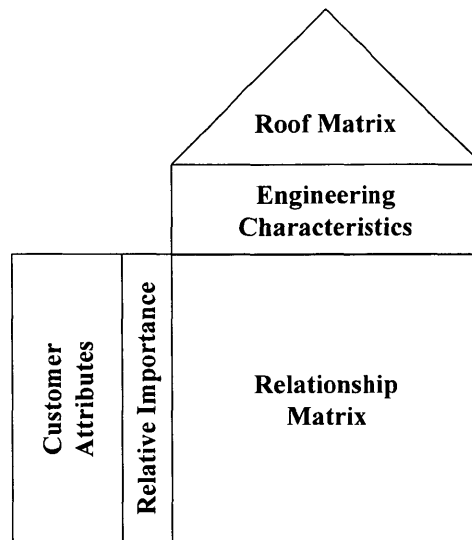 Roof Matrix
Engineering
Characteristics
Customer
Attributes
Relative Importance
Relationship
Matrix